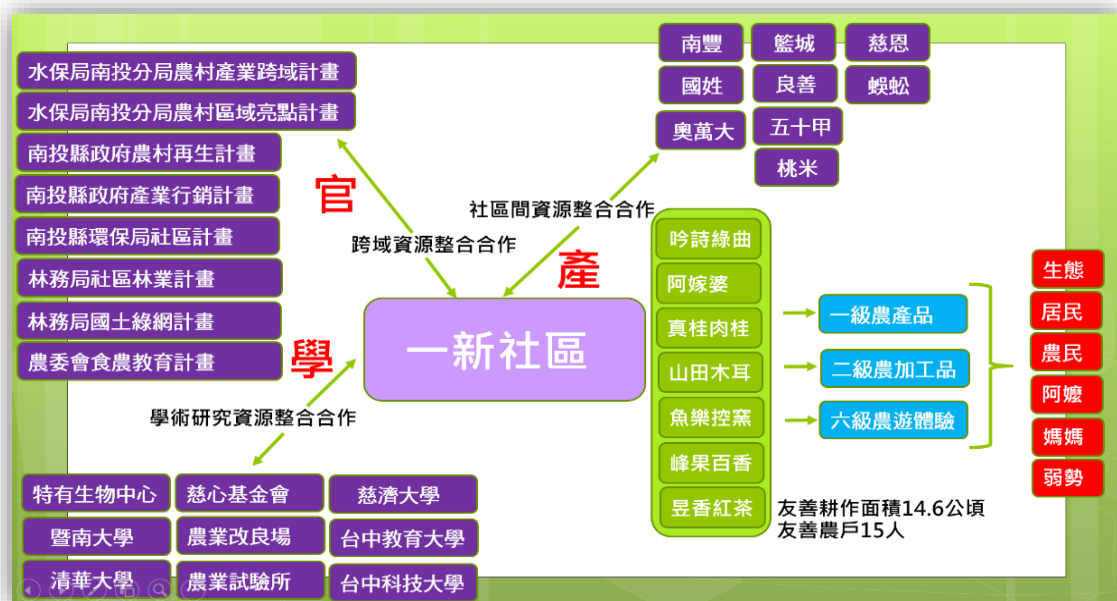 水保局南投分局農村產業跨域計畫
水保局南投分局農村區域亮點計畫
南投縣政府農村再生計畫
南投縣政府產業行銷計畫
南投縣環保局社區計畫
林務局社區林業計畫
林務局國土綠網計畫
農委會食農教育計畫
官
跨域資源整合合作
南豐
籃城
慈恩
國姓
良善
蜈蚣
奧萬大
五十甲
桃米
社區間資源整合合作
產
一新社區
學
學術研究資源整合合作
特有生物中心
慈心基金會
慈濟大學
暨南大學
農業改良場
台中教育大學
清華大學
農業試驗所
台中科技大學
吟詩綠曲
阿嫁婆
真桂肉桂
山田木耳
魚樂控窯
峰果百香
昱香紅茶
一級農產品
二級農加工品
六級農遊體驗
生態
居民
農民
阿嬤
媽媽
弱勢
友善耕作面積14.6公頃
友善農戶15人